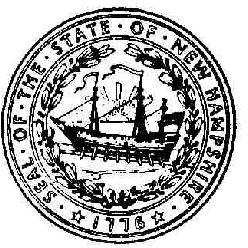 SEAL · OF · THE · STATE · OF · NEW HAMPSHIRE ·
1776